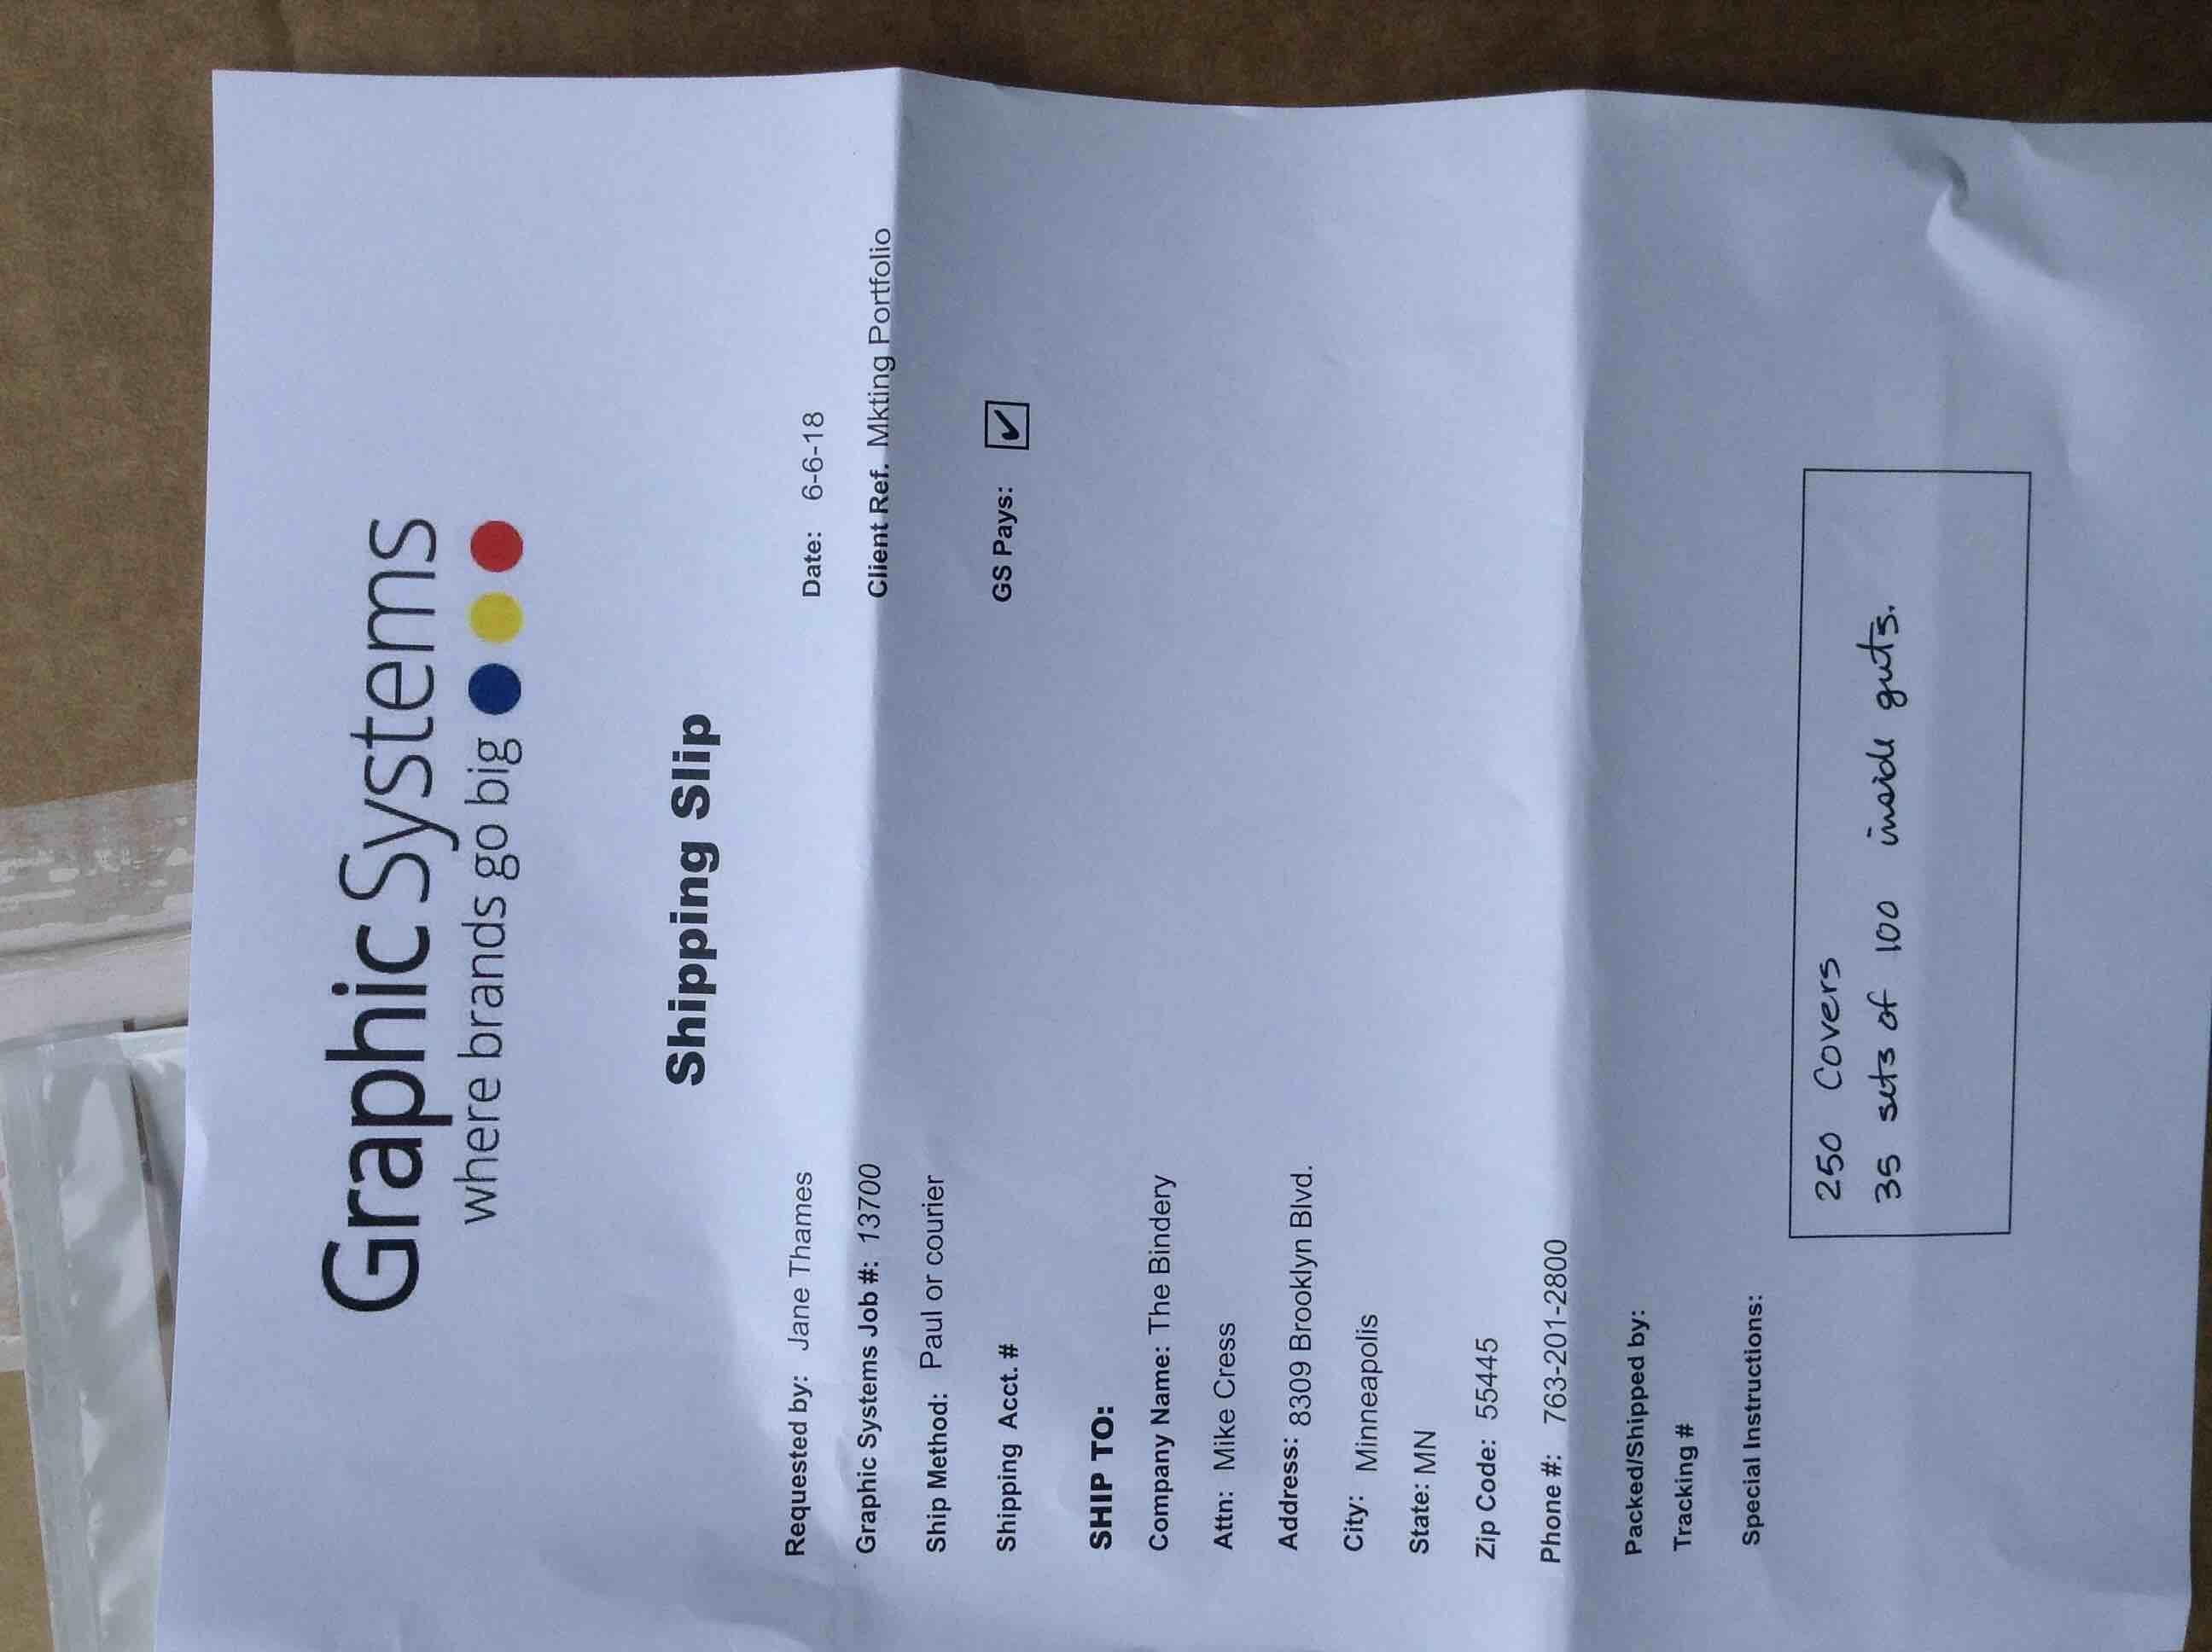 Graphic Systems
where brands go big
Shipping Slip
Requested by: Jane Thames Date: 6-6-18
Graphic Systems Job #: 13700 Client Ref. Mkting Portfolio
Ship Method: Paul or courier
Shipping Acct. # GS Pays: ✓
SHIP TO:
Company Name: The Bindery
Attn: Mike Cress
Address: 8309 Brooklyn Blvd.
City: Minneapolis
State: MN
Zip Code: 55445
Phone #: 763-201-2800
Packed/Shipped by:
Tracking #
Special Instructions:
250 Covers
35 sets of 100 inside guts.